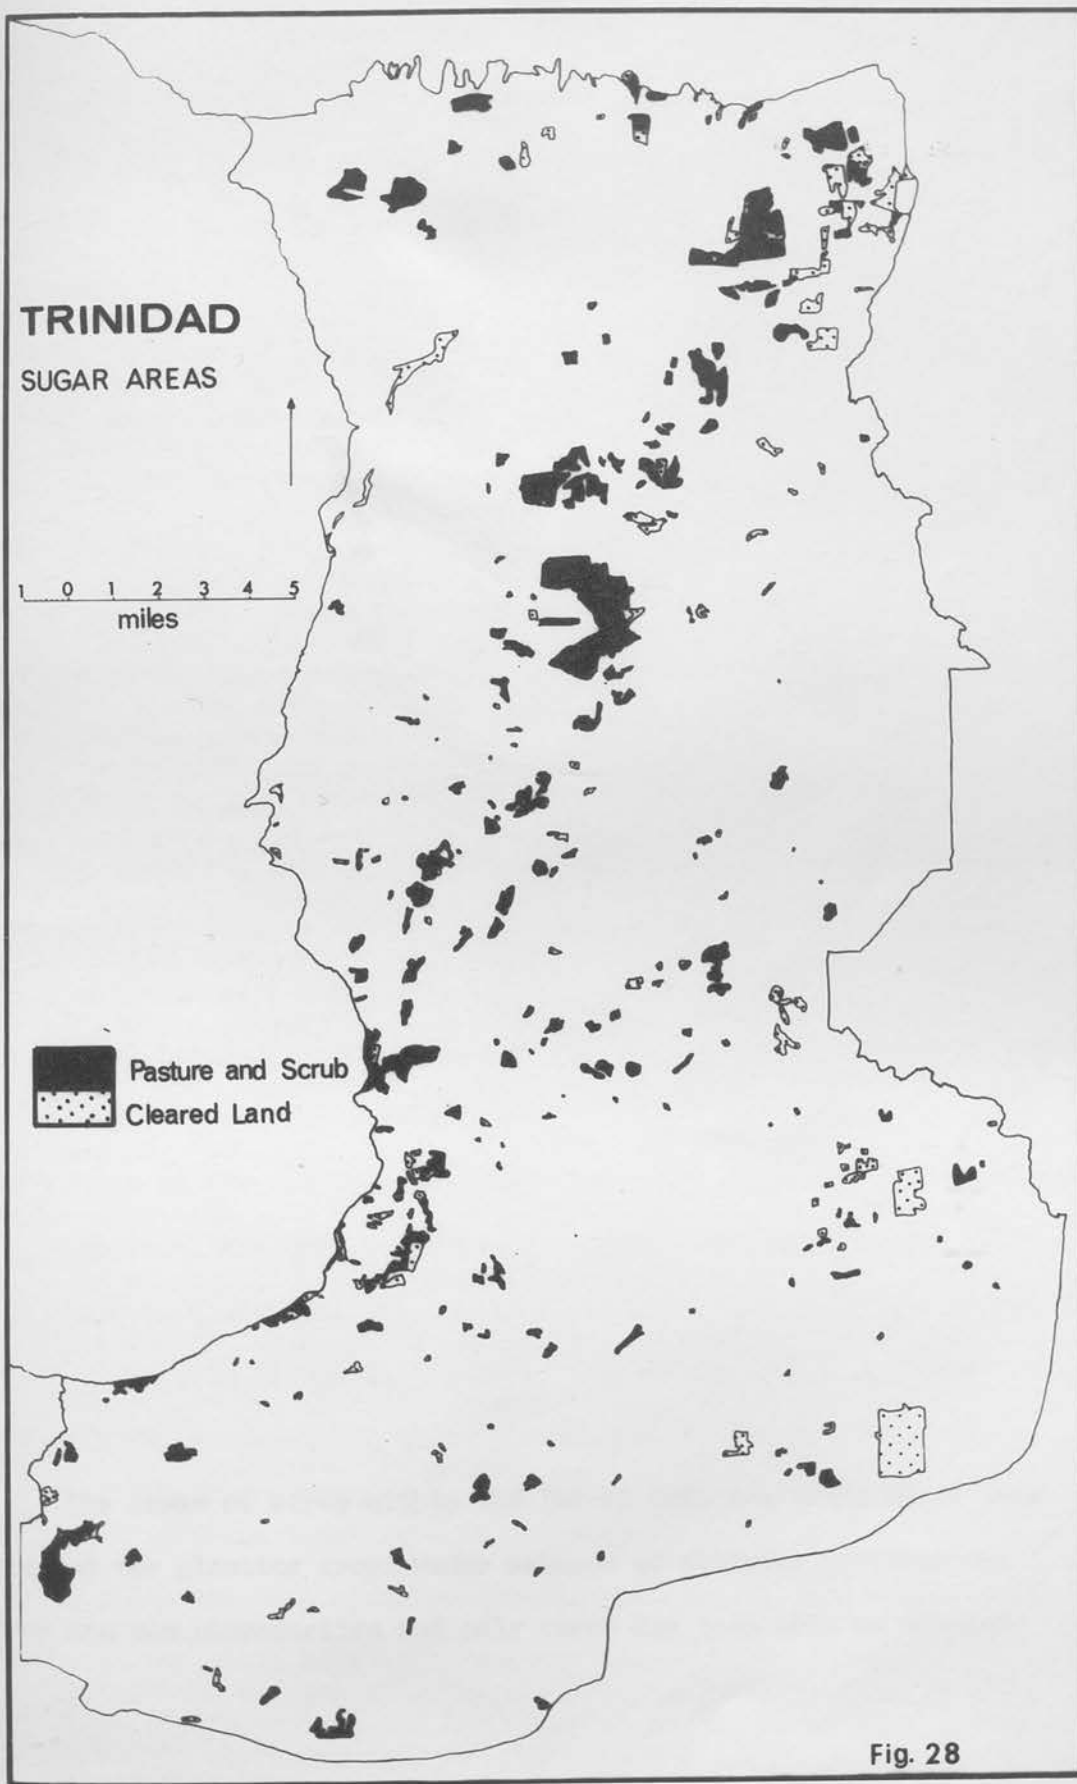 TRINIDAD
SUGAR AREAS
1 0 1 2 3 4 5
miles
Pasture and Scrub
Cleared Land
Fig. 28